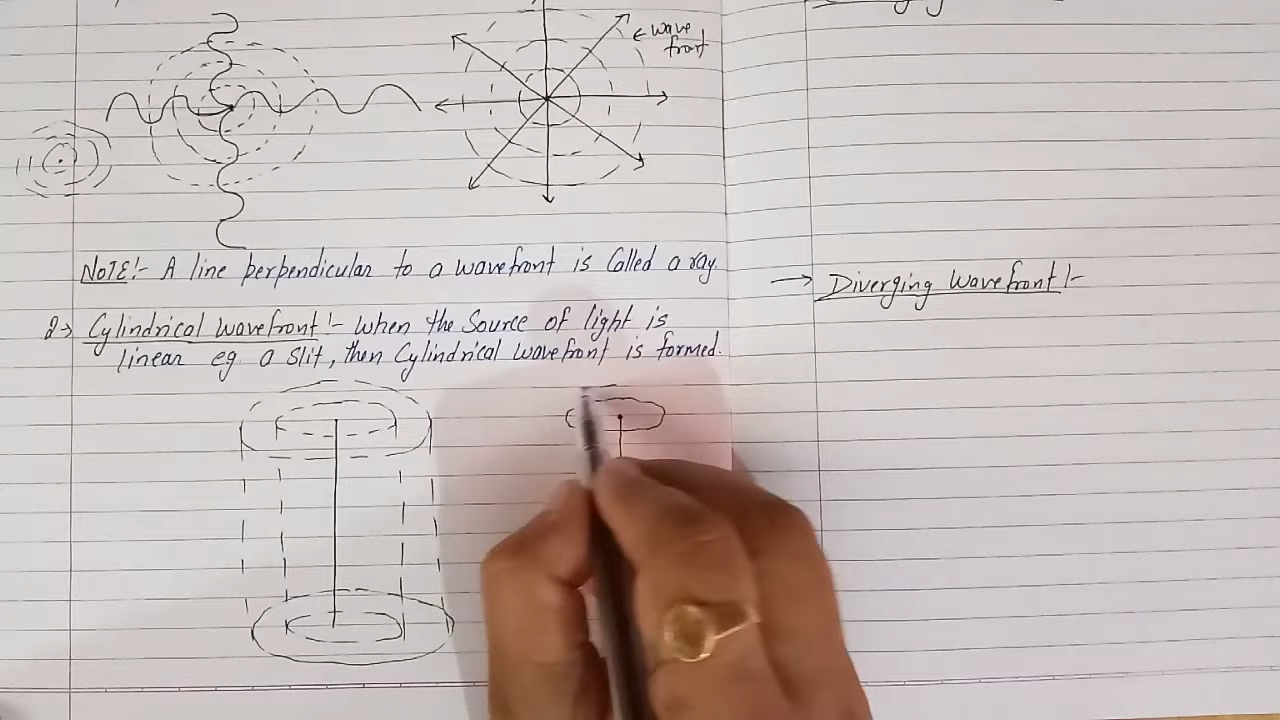 ← wave
front
NOTE!- A line perpendicular to a wavefront is Called a ray.
2→ Cylindrical wavefront!- When the Source of light is
linear eg a slit, then Cylindrical wavefront is formed.
→ Diverging Wavefront!-